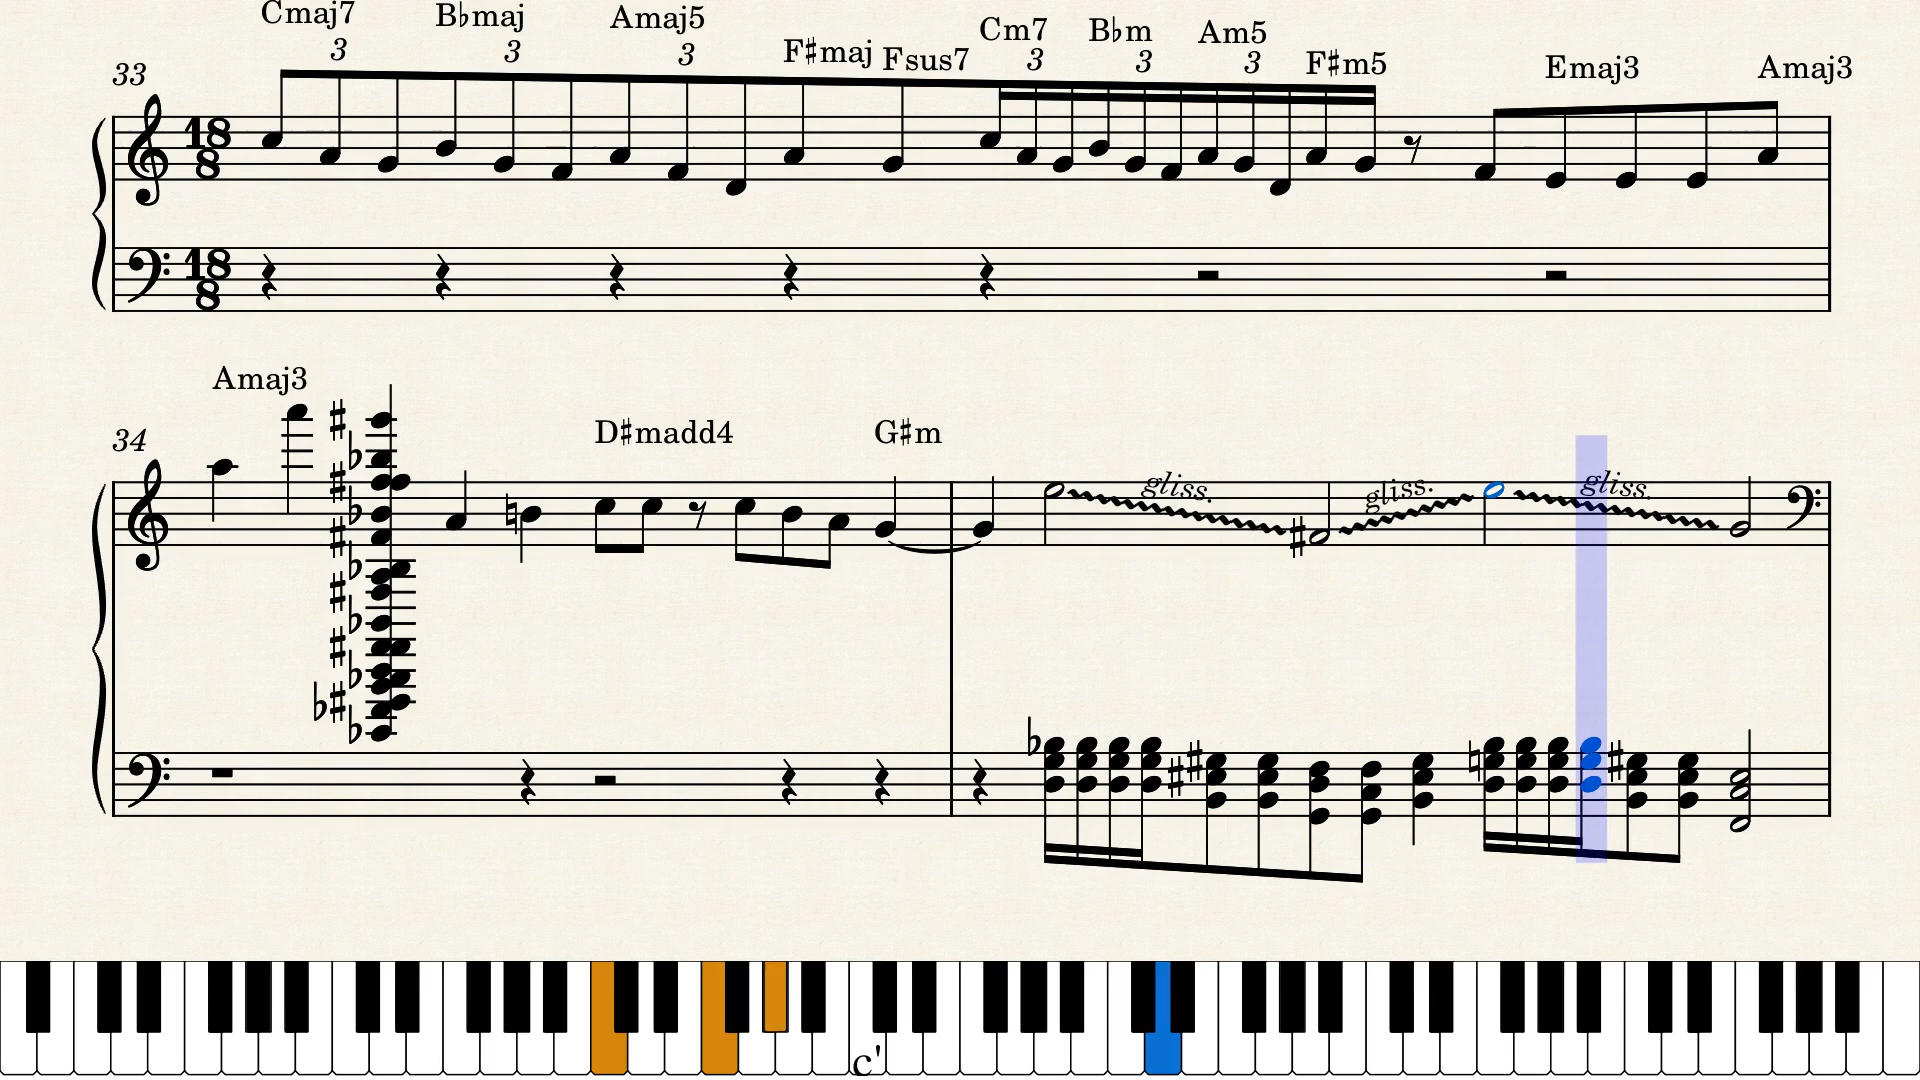 Cmaj7 B♭maj Amaj5 F♯maj Fsus7 Cm7 B♭m Am5 F♯m5 Emaj3 Amaj3
3 3 3 3 3 3
33
18 8
18 8
Amaj3 D♯madd4 G♯m
34
gliss. gliss. gliss.
c'